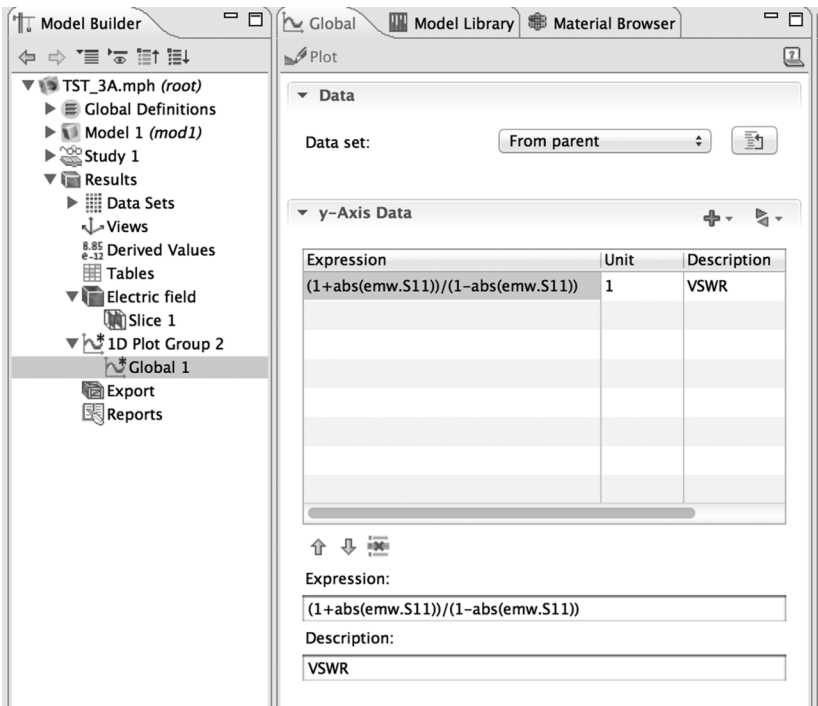 Model Builder
TST_3A.mph (root)
Global Definitions
Model 1 (mod1)
Study 1
Results
Data Sets
Views
8.85
e-12
Derived Values
Tables
Electric field
Slice 1
1D Plot Group 2
Global 1
Export
Reports
Global
Model Library
Material Browser
Plot
Data
Data set:
From parent
y-Axis Data
Expression Unit Description
(1+abs(emw.S11))/(1-abs(emw.S11)) 1 VSWR
Expression:
(1+abs(emw.S11))/(1-abs(emw.S11))
Description:
VSWR